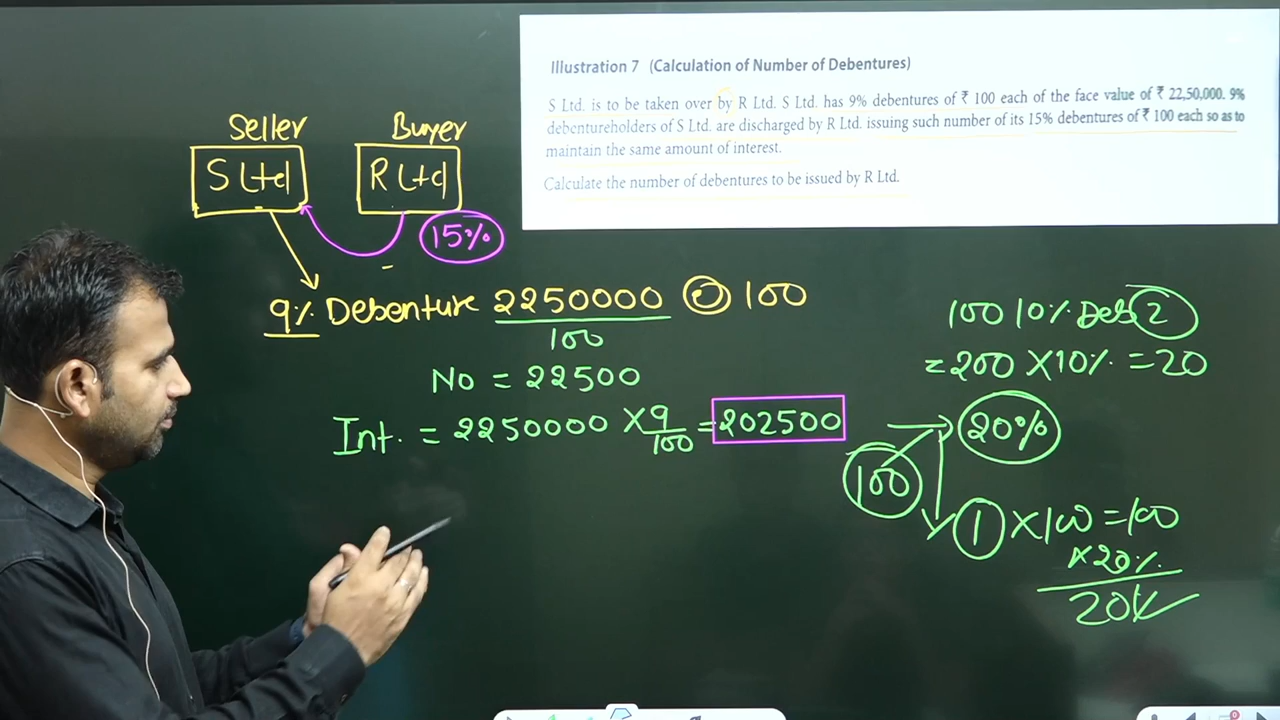 Illustration 7 (Calculation of Number of Debentures)
S Ltd. is to be taken over by R Ltd. S Ltd. has 9% debentures of ₹ 100 each of the face value of ₹ 22,50,000. 9%
debentureholders of S Ltd. are discharged by R Ltd. issuing such number of its 15% debentures of ₹ 100 each so as to
maintain the same amount of interest.
Calculate the number of debentures to be issued by R Ltd.
Seller Buyer
S Ltd R Ltd
15%
9% Debenture 2250000 @ 100
100
No = 22500
Int. = 2250000 × 9/100 = 202500
100 10% Deb 2
= 200 × 10% = 20
20%
100
1 × 100 = 100
× 20%
20